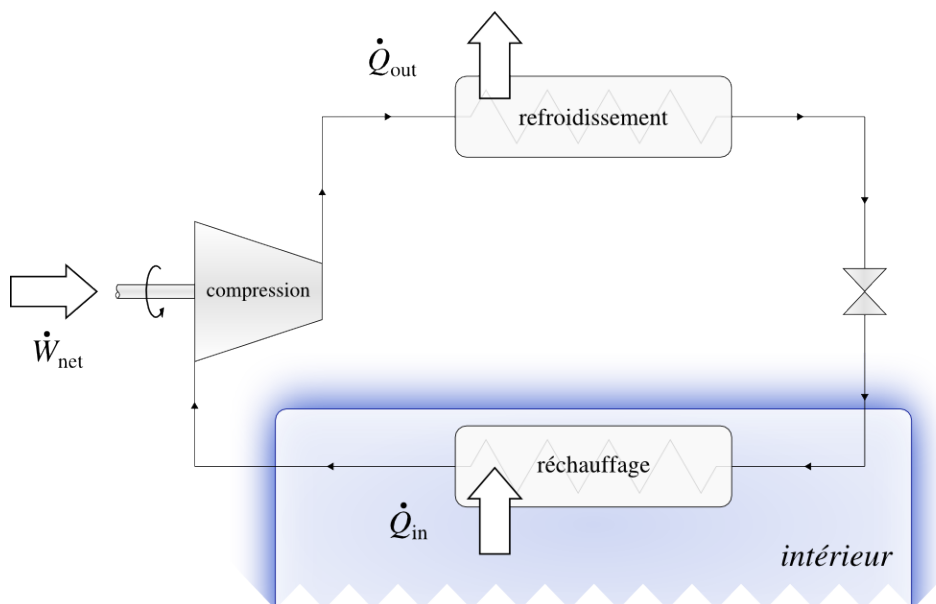 Q̇out
refroidissement
compression
Ẇnet
réchauffage
Q̇in
intérieur